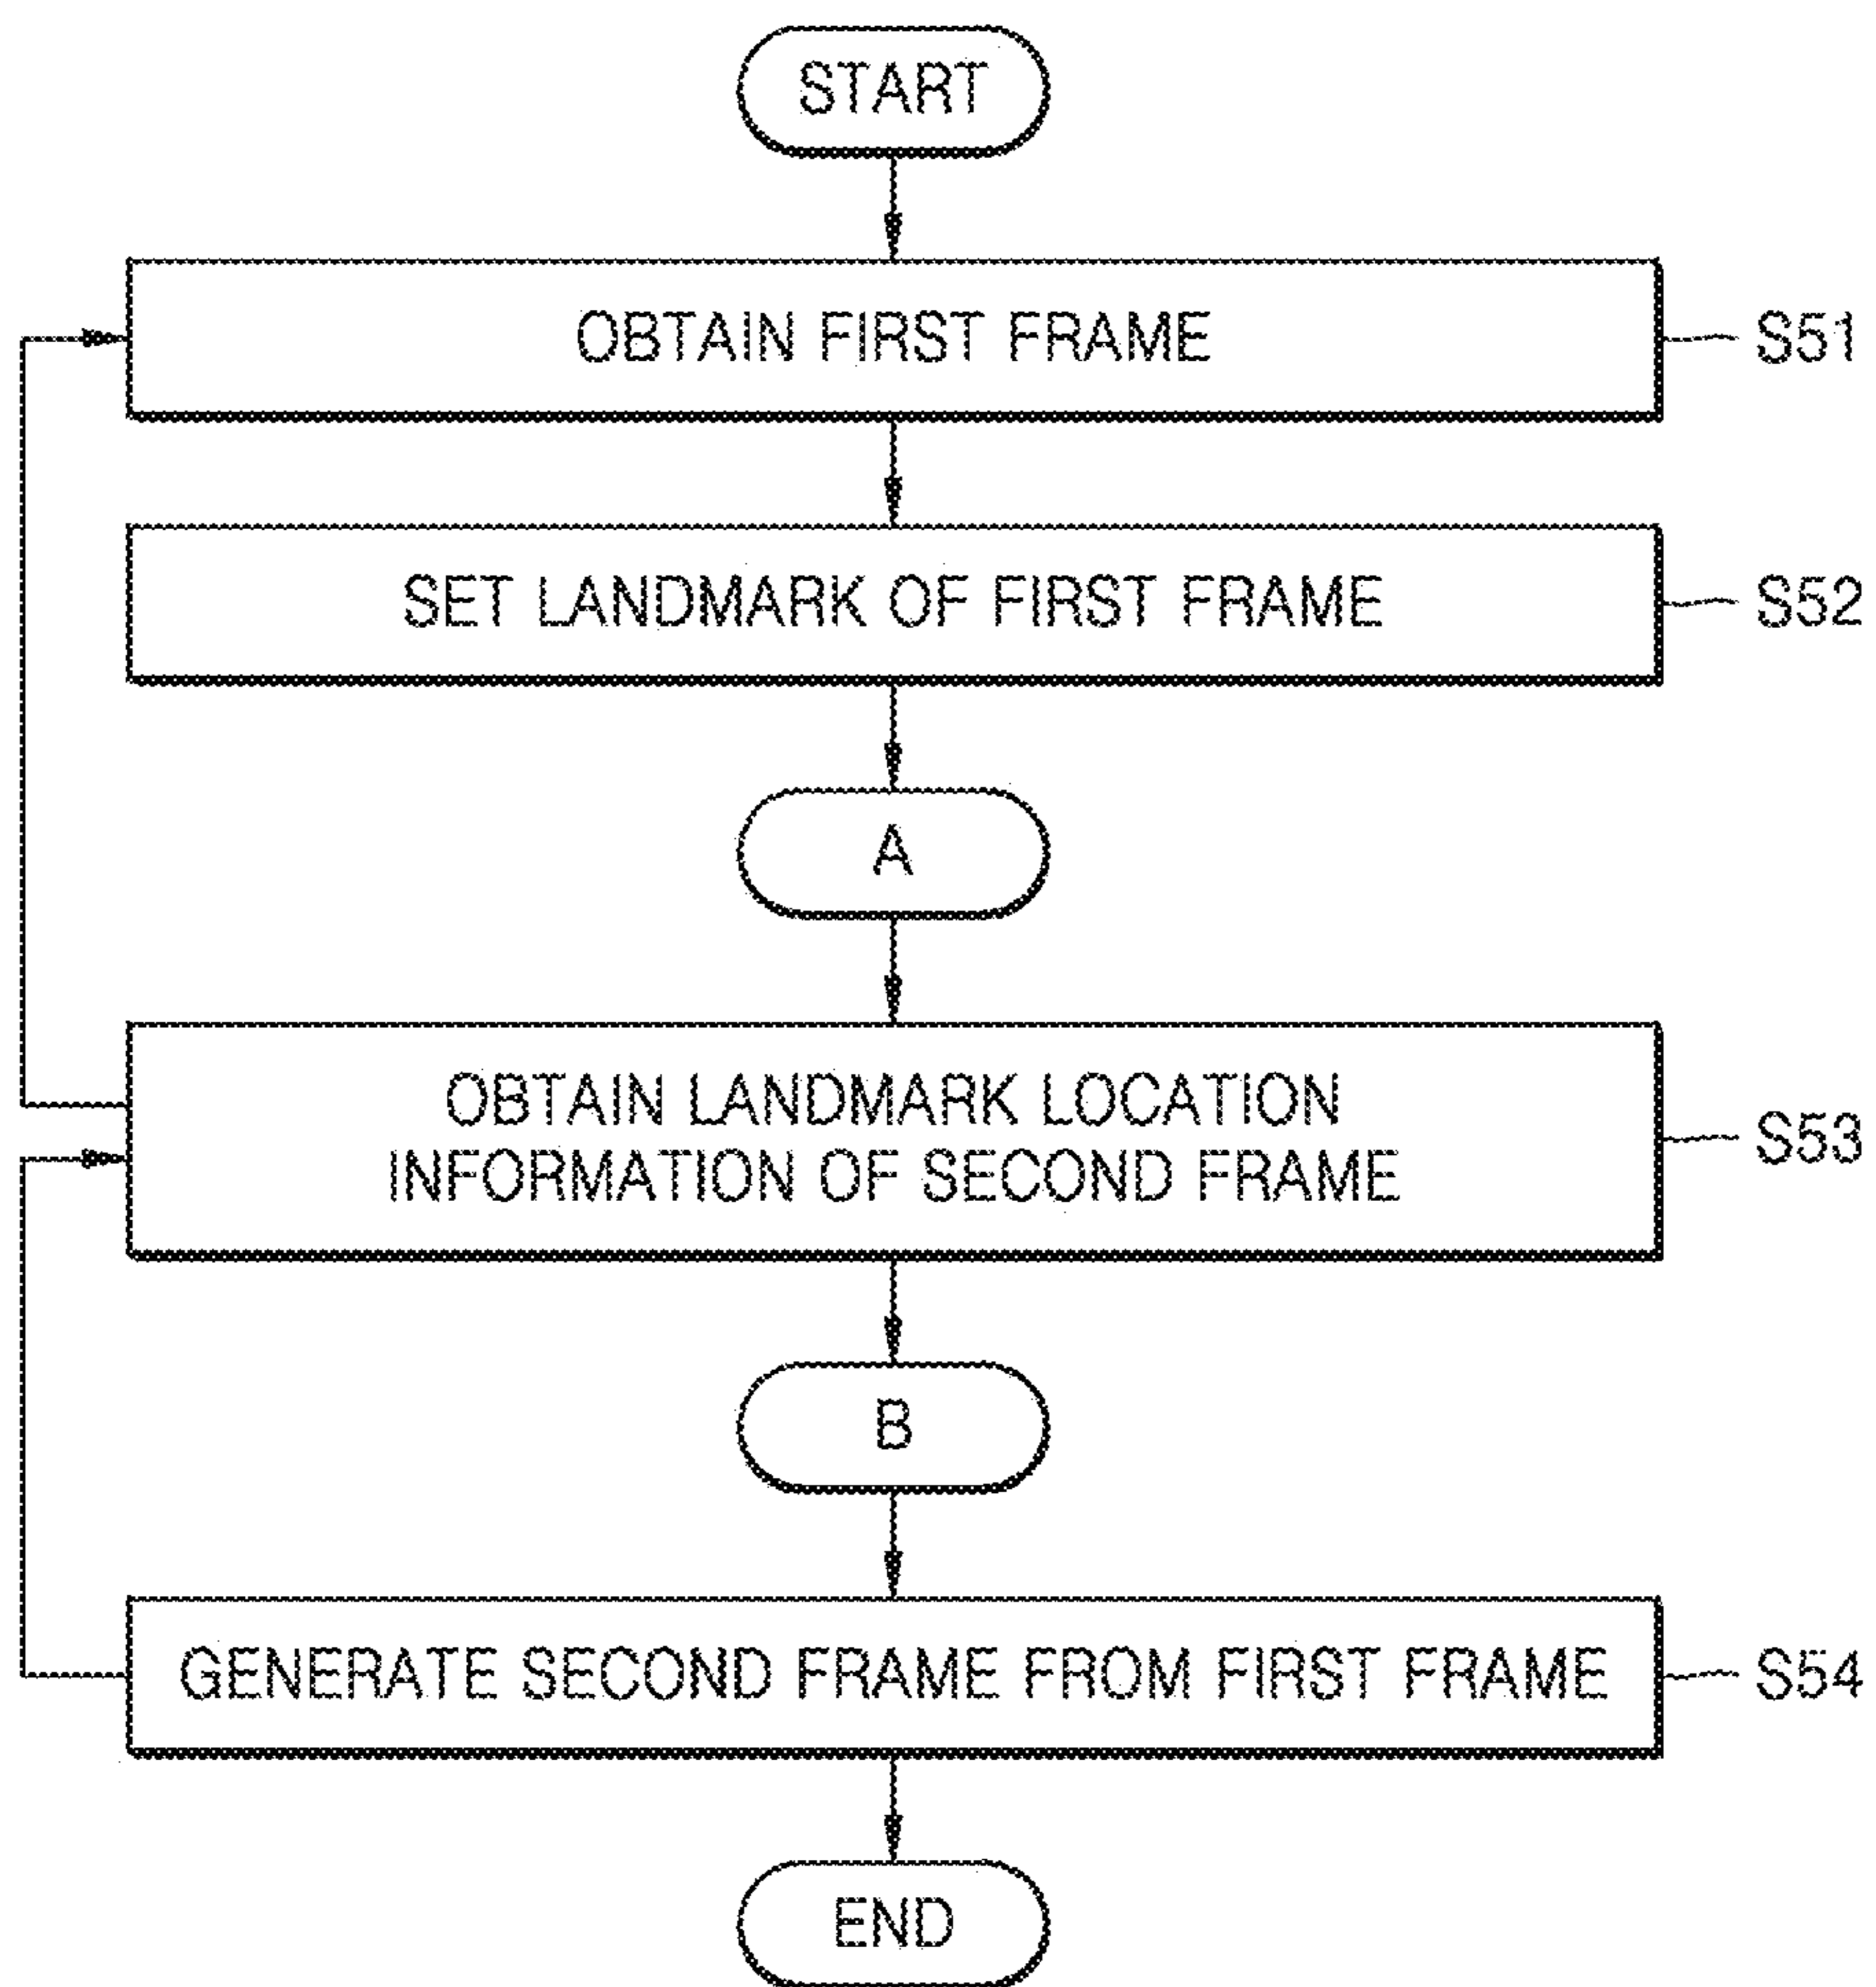 START
OBTAIN FIRST FRAME
S51
SET LANDMARK OF FIRST FRAME
S52
A
OBTAIN LANDMARK LOCATION
INFORMATION OF SECOND FRAME
S53
B
GENERATE SECOND FRAME FROM FIRST FRAME
S54
END